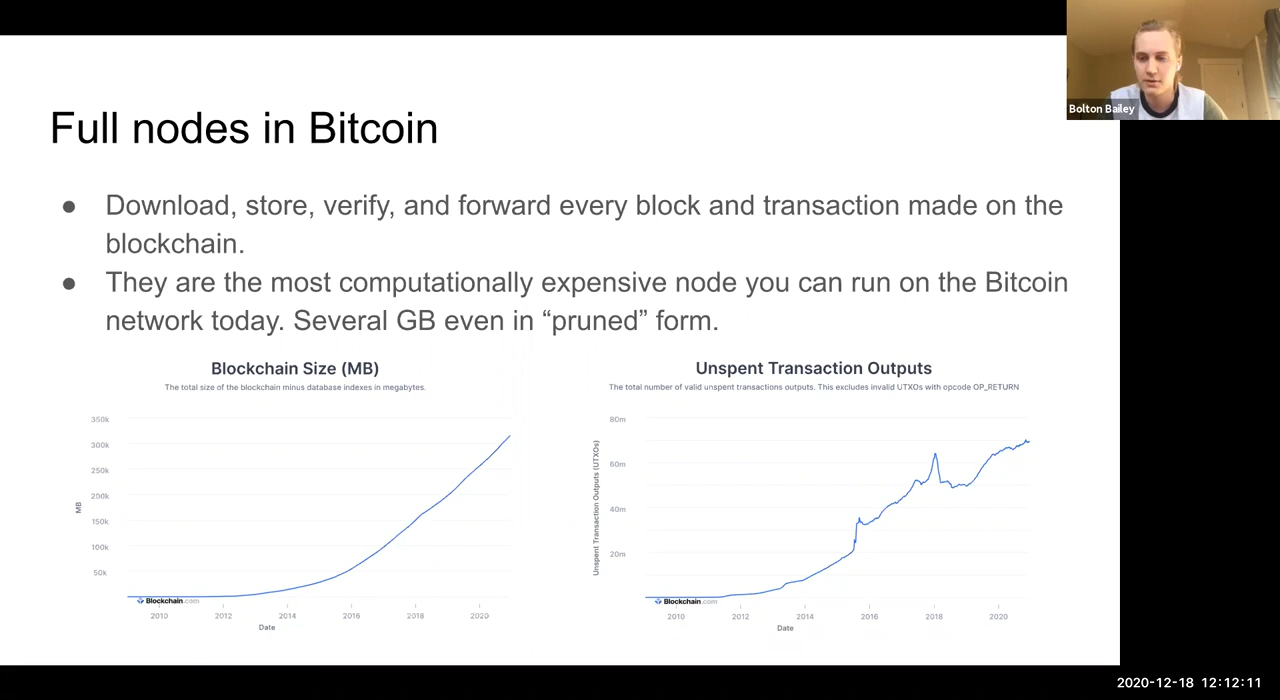 Bolton Bailey
Full nodes in Bitcoin
● Download, store, verify, and forward every block and transaction made on the
blockchain.
● They are the most computationally expensive node you can run on the Bitcoin
network today. Several GB even in “pruned” form.
Blockchain Size (MB)
The total size of the blockchain minus database indexes in megabytes.
350k
300k
250k
200k
150k
100k
50k
MB
Blockchain.com
2010 2012 2014 2016 2018 2020
Date
Unspent Transaction Outputs
The total number of valid unspent transactions outputs. This excludes invalid UTXOs with opcode OP_RETURN
80m
60m
40m
20m
Unspent Transaction Outputs (UTXOs)
Blockchain.com
2010 2012 2014 2016 2018 2020
Date
2020-12-18 12:12:11